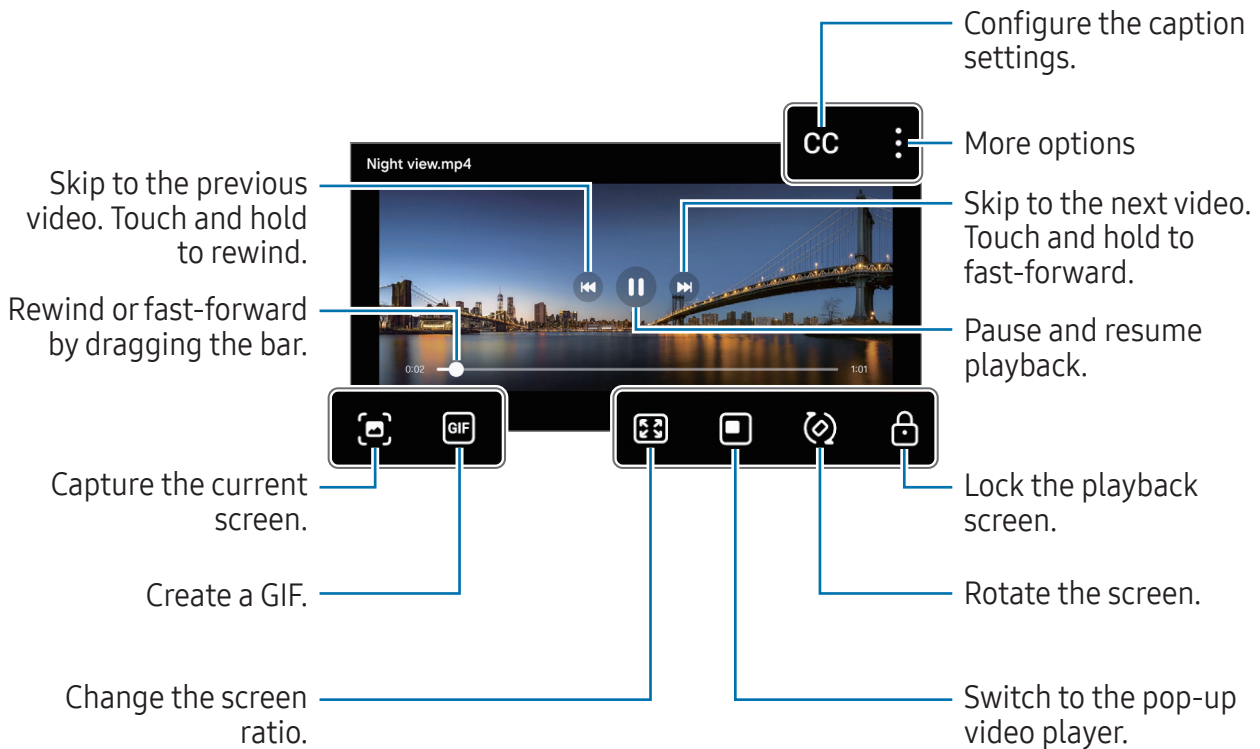 Configure the caption
settings.
CC
More options
Night view.mp4
Skip to the previous
video. Touch and hold
to rewind.
Skip to the next video.
Touch and hold to
fast-forward.
Rewind or fast-forward
by dragging the bar.
Pause and resume
playback.
0:02
1:01
GIF
Capture the current
screen.
Lock the playback
screen.
Create a GIF.
Rotate the screen.
Change the screen
ratio.
Switch to the pop-up
video player.